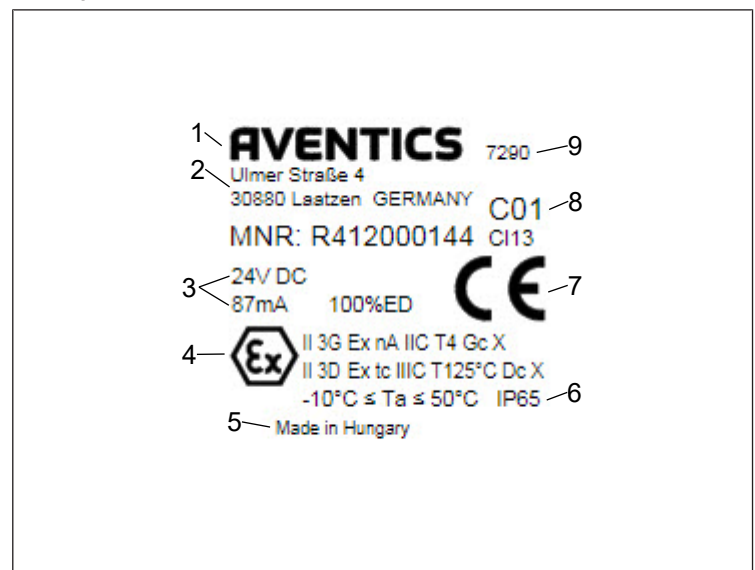 1 AVENTICS 7290 9
2 Ulmer Straße 4
30880 Laatzen GERMANY C01 8
MNR: R412000144 CI13
3 24V DC
87mA 100%ED CE 7
4 Ex II 3G Ex nA IIC T4 Gc X
II 3D Ex tc IIIC T125°C Dc X
-10°C ≤ Ta ≤ 50°C IP65 6
5 Made in Hungary